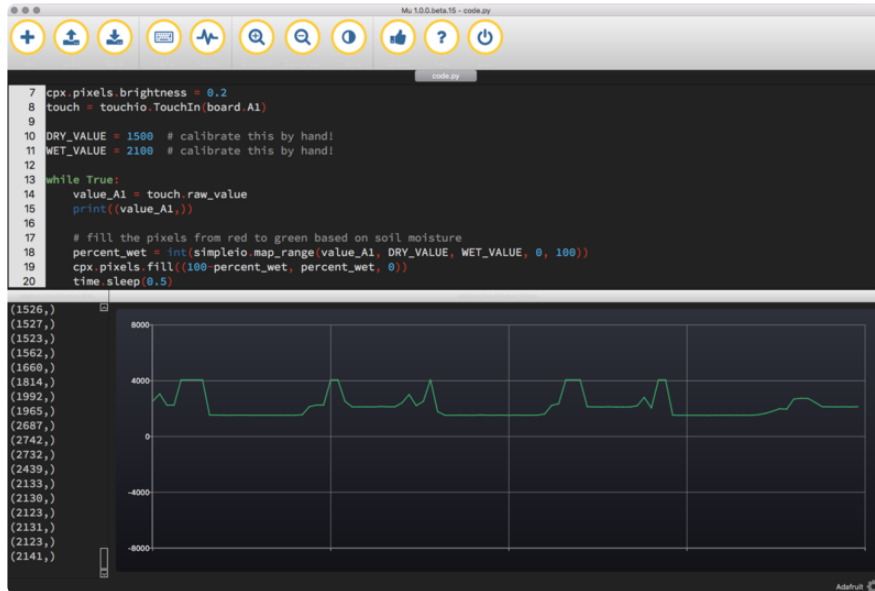 Mu 1.0.0.beta.15 - code.py
?
code.py
7 cpx.pixels.brightness = 0.2
8 touch = touchio.TouchIn(board.A1)
9
10 DRY_VALUE = 1500  # calibrate this by hand!
11 WET_VALUE = 2100  # calibrate this by hand!
12
13 while True:
14     value_A1 = touch.raw_value
15     print((value_A1,))
16
17     # fill the pixels from red to green based on soil moisture
18     percent_wet = int(simpleio.map_range(value_A1, DRY_VALUE, WET_VALUE, 0, 100))
19     cpx.pixels.fill((100-percent_wet, percent_wet, 0))
20     time.sleep(0.5)
(1526,)
(1527,)
(1523,)
(1562,)
(1660,)
(1814,)
(1992,)
(1965,)
(2687,)
(2742,)
(2732,)
(2439,)
(2133,)
(2130,)
(2123,)
(2131,)
(2123,)
(2141,)
8000
4000
0
-4000
-8000
Adafruit